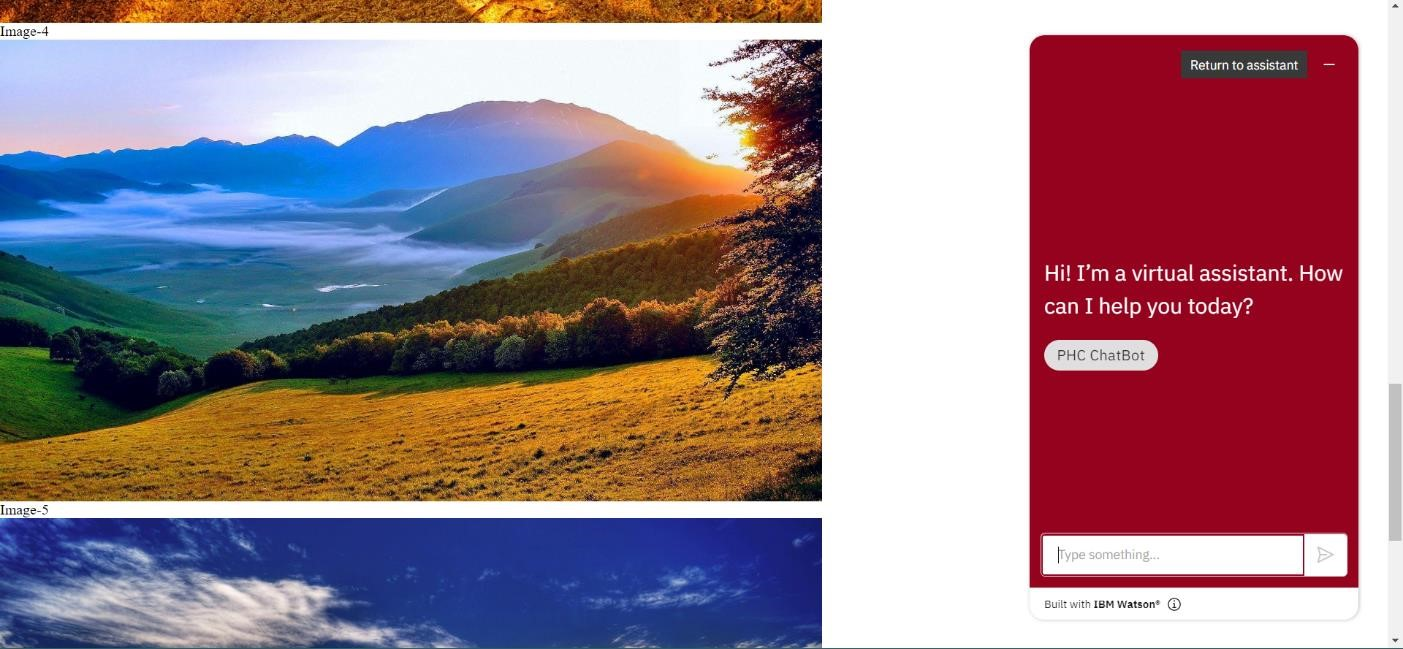 Image-4
Image-5
Return to assistant
Hi! I’m a virtual assistant. How
can I help you today?
PHC ChatBot
Type something...
Built with IBM Watson®